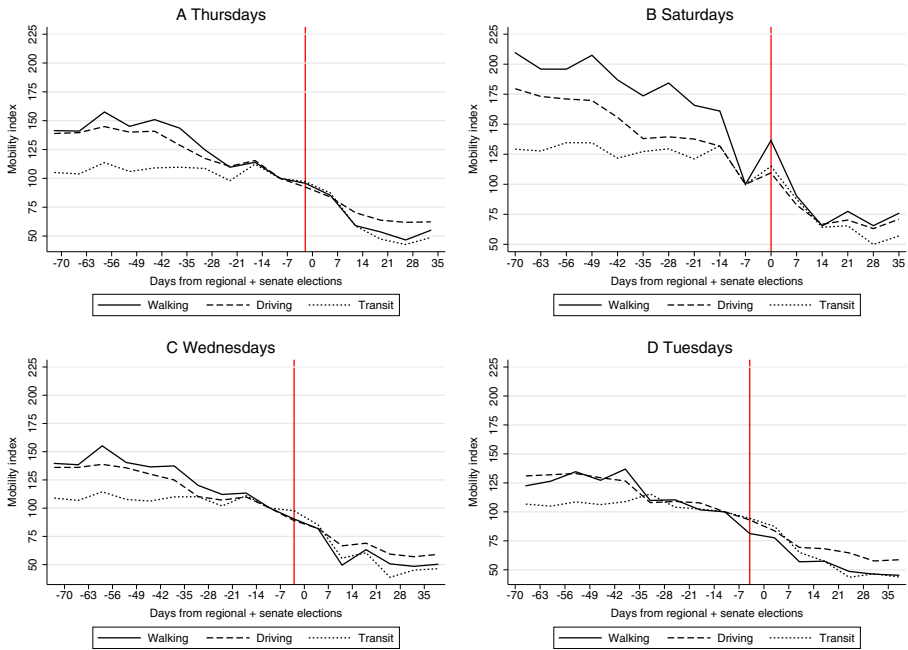 A Thursdays
Mobility index
225
200
175
150
125
100
75
50
-70 -63 -56 -49 -42 -35 -28 -21 -14 -7 0 7 14 21 28 35
Days from regional + senate elections
Walking Driving Transit
B Saturdays
Mobility index
225
200
175
150
125
100
75
50
-70 -63 -56 -49 -42 -35 -28 -21 -14 -7 0 7 14 21 28 35
Days from regional + senate elections
Walking Driving Transit
C Wednesdays
Mobility index
225
200
175
150
125
100
75
50
-70 -63 -56 -49 -42 -35 -28 -21 -14 -7 0 7 14 21 28 35
Days from regional + senate elections
Walking Driving Transit
D Tuesdays
Mobility index
225
200
175
150
125
100
75
50
-70 -63 -56 -49 -42 -35 -28 -21 -14 -7 0 7 14 21 28 35
Days from regional + senate elections
Walking Driving Transit